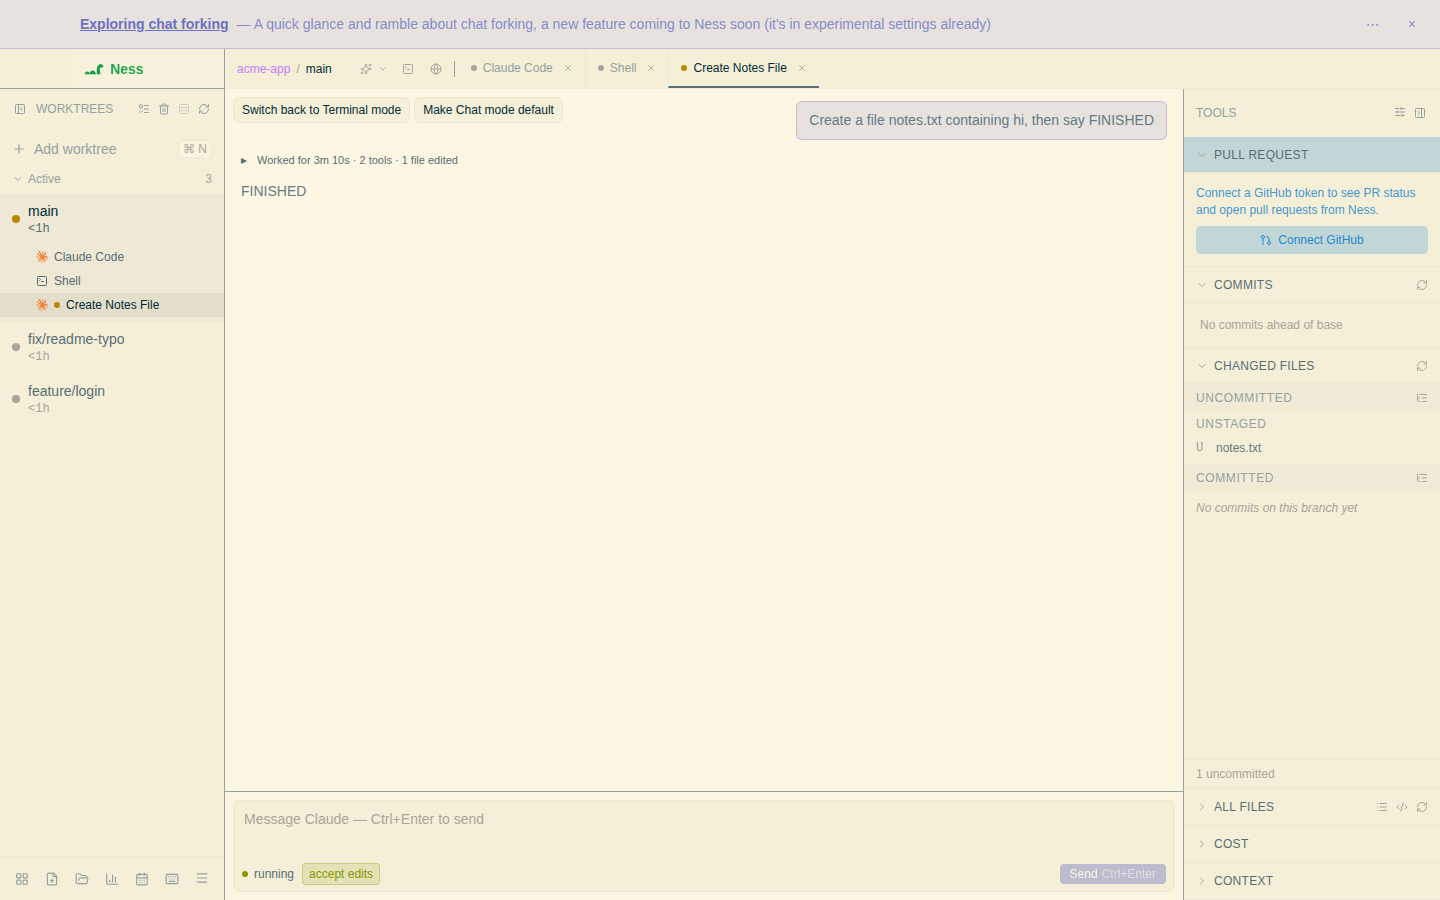 Exploring chat forking — A quick glance and ramble about chat forking, a new feature coming to Ness soon (it's in experimental settings already)
Ness
acme-app / main
Claude Code
Shell
Create Notes File
WORKTREES
Add worktree ⌘ N
Active 3
main
<1h
Claude Code
Shell
Create Notes File
fix/readme-typo
<1h
feature/login
<1h
Switch back to Terminal mode
Make Chat mode default
Create a file notes.txt containing hi, then say FINISHED
Worked for 3m 10s · 2 tools · 1 file edited
FINISHED
Message Claude — Ctrl+Enter to send
running
accept edits
Send Ctrl+Enter
TOOLS
PULL REQUEST
Connect a GitHub token to see PR status
and open pull requests from Ness.
Connect GitHub
COMMITS
No commits ahead of base
CHANGED FILES
UNCOMMITTED
UNSTAGED
U notes.txt
COMMITTED
No commits on this branch yet
1 uncommitted
ALL FILES
COST
CONTEXT